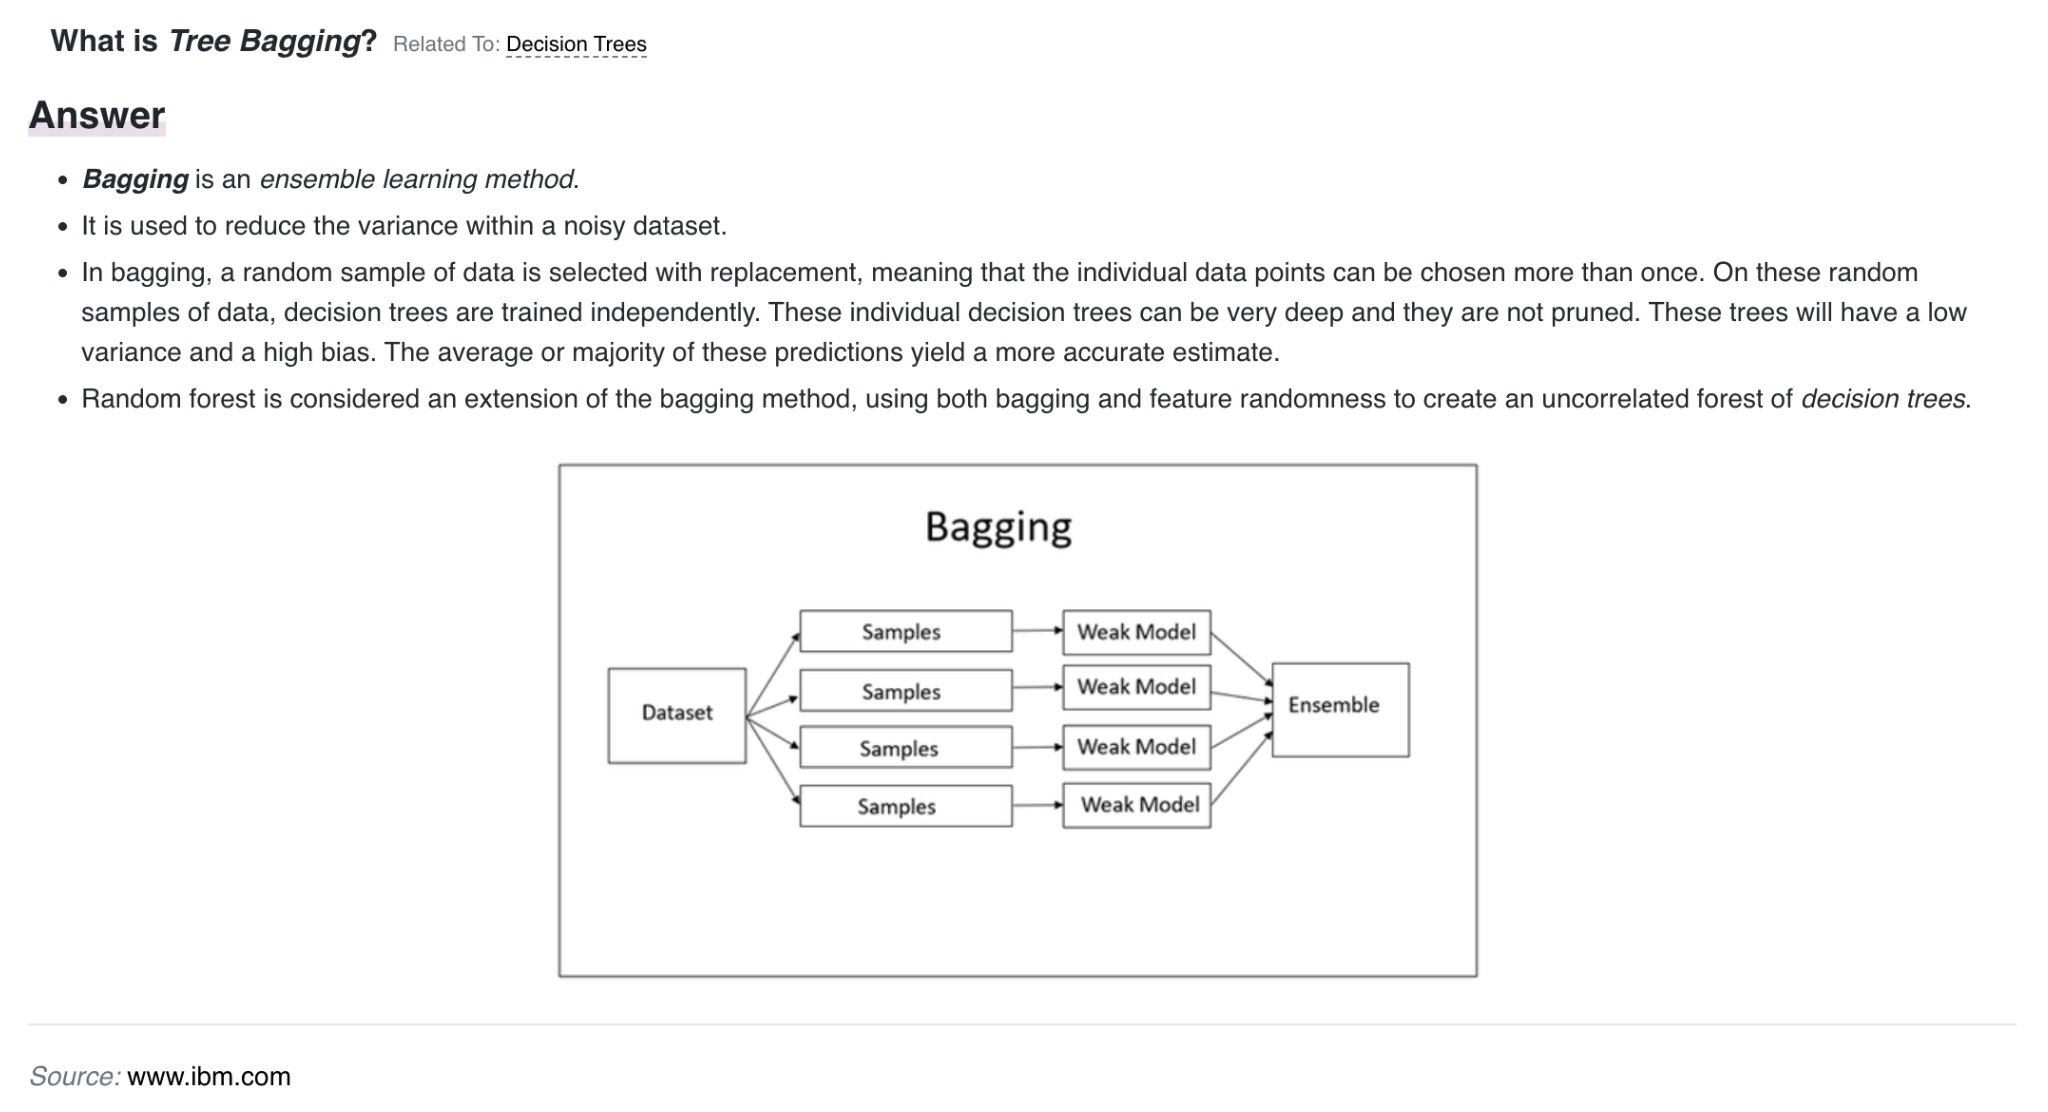 What is Tree Bagging? Related To: Decision Trees
Answer
• Bagging is an ensemble learning method.
• It is used to reduce the variance within a noisy dataset.
• In bagging, a random sample of data is selected with replacement, meaning that the individual data points can be chosen more than once. On these random
samples of data, decision trees are trained independently. These individual decision trees can be very deep and they are not pruned. These trees will have a low
variance and a high bias. The average or majority of these predictions yield a more accurate estimate.
• Random forest is considered an extension of the bagging method, using both bagging and feature randomness to create an uncorrelated forest of decision trees.
Bagging
Dataset
Samples
Weak Model
Samples
Weak Model
Samples
Weak Model
Samples
Weak Model
Ensemble
Source: www.ibm.com